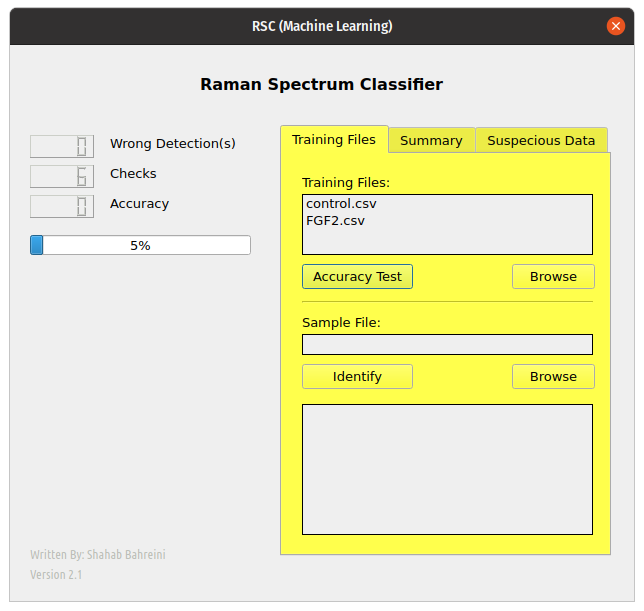 RSC (Machine Learning)
Raman Spectrum Classifier
0 Wrong Detection(s)
6 Checks
0 Accuracy
5%
Training Files Summary Suspicious Data
Training Files:
control.csv
FGF2.csv
Accuracy Test Browse
Sample File:
Identify Browse
Written By: Shahab Bahreini
Version 2.1